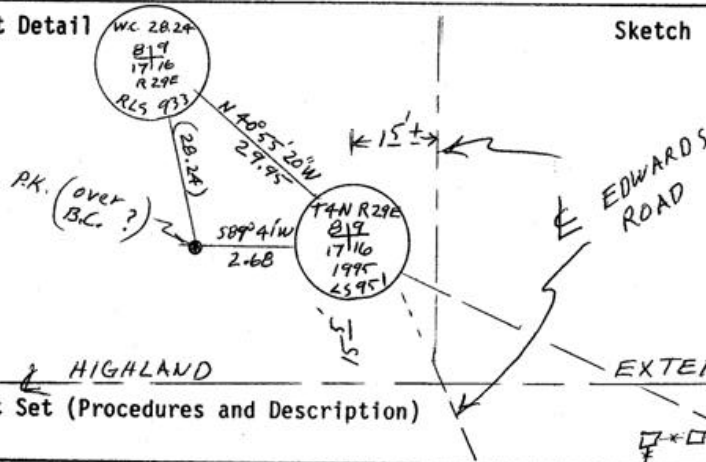 t Detail
Sketch
W.C. 28.24
8|9
17|16
R29E
RLS 933
N 40°55'20"W
29.95
(28.24)
15'±
℄ EDWARDS
ROAD
P.K. (over
B.C. ?)
S89°41'W
2.68
T4N R29E
8|9
17|16
1995
LS951
℄ HIGHLAND
EXTE
t Set (Procedures and Description)